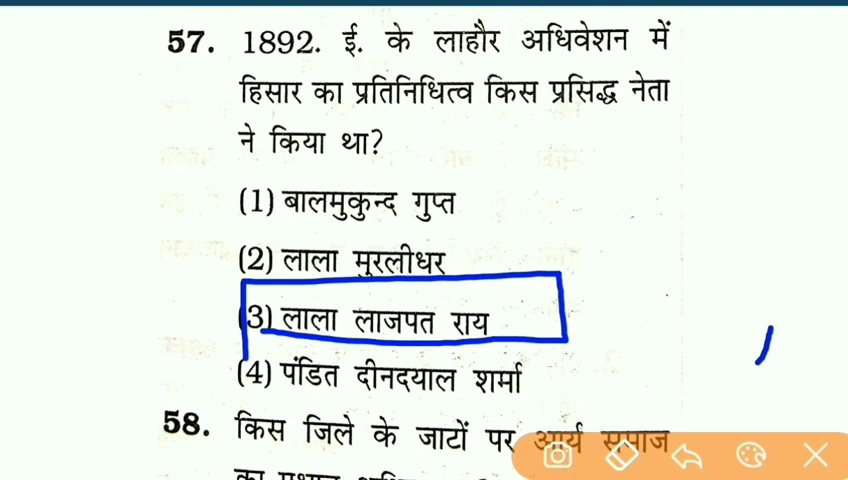 57. 1892. ई. के लाहौर अधिवेशन में
हिसार का प्रतिनिधित्व किस प्रसिद्ध नेता
ने किया था?
(1) बालमुकुन्द गुप्त
(2) लाला मुरलीधर
(3) लाला लाजपत राय
(4) पंडित दीनदयाल शर्मा
58. किस जिले के जाटों पर आर्य समाज
का